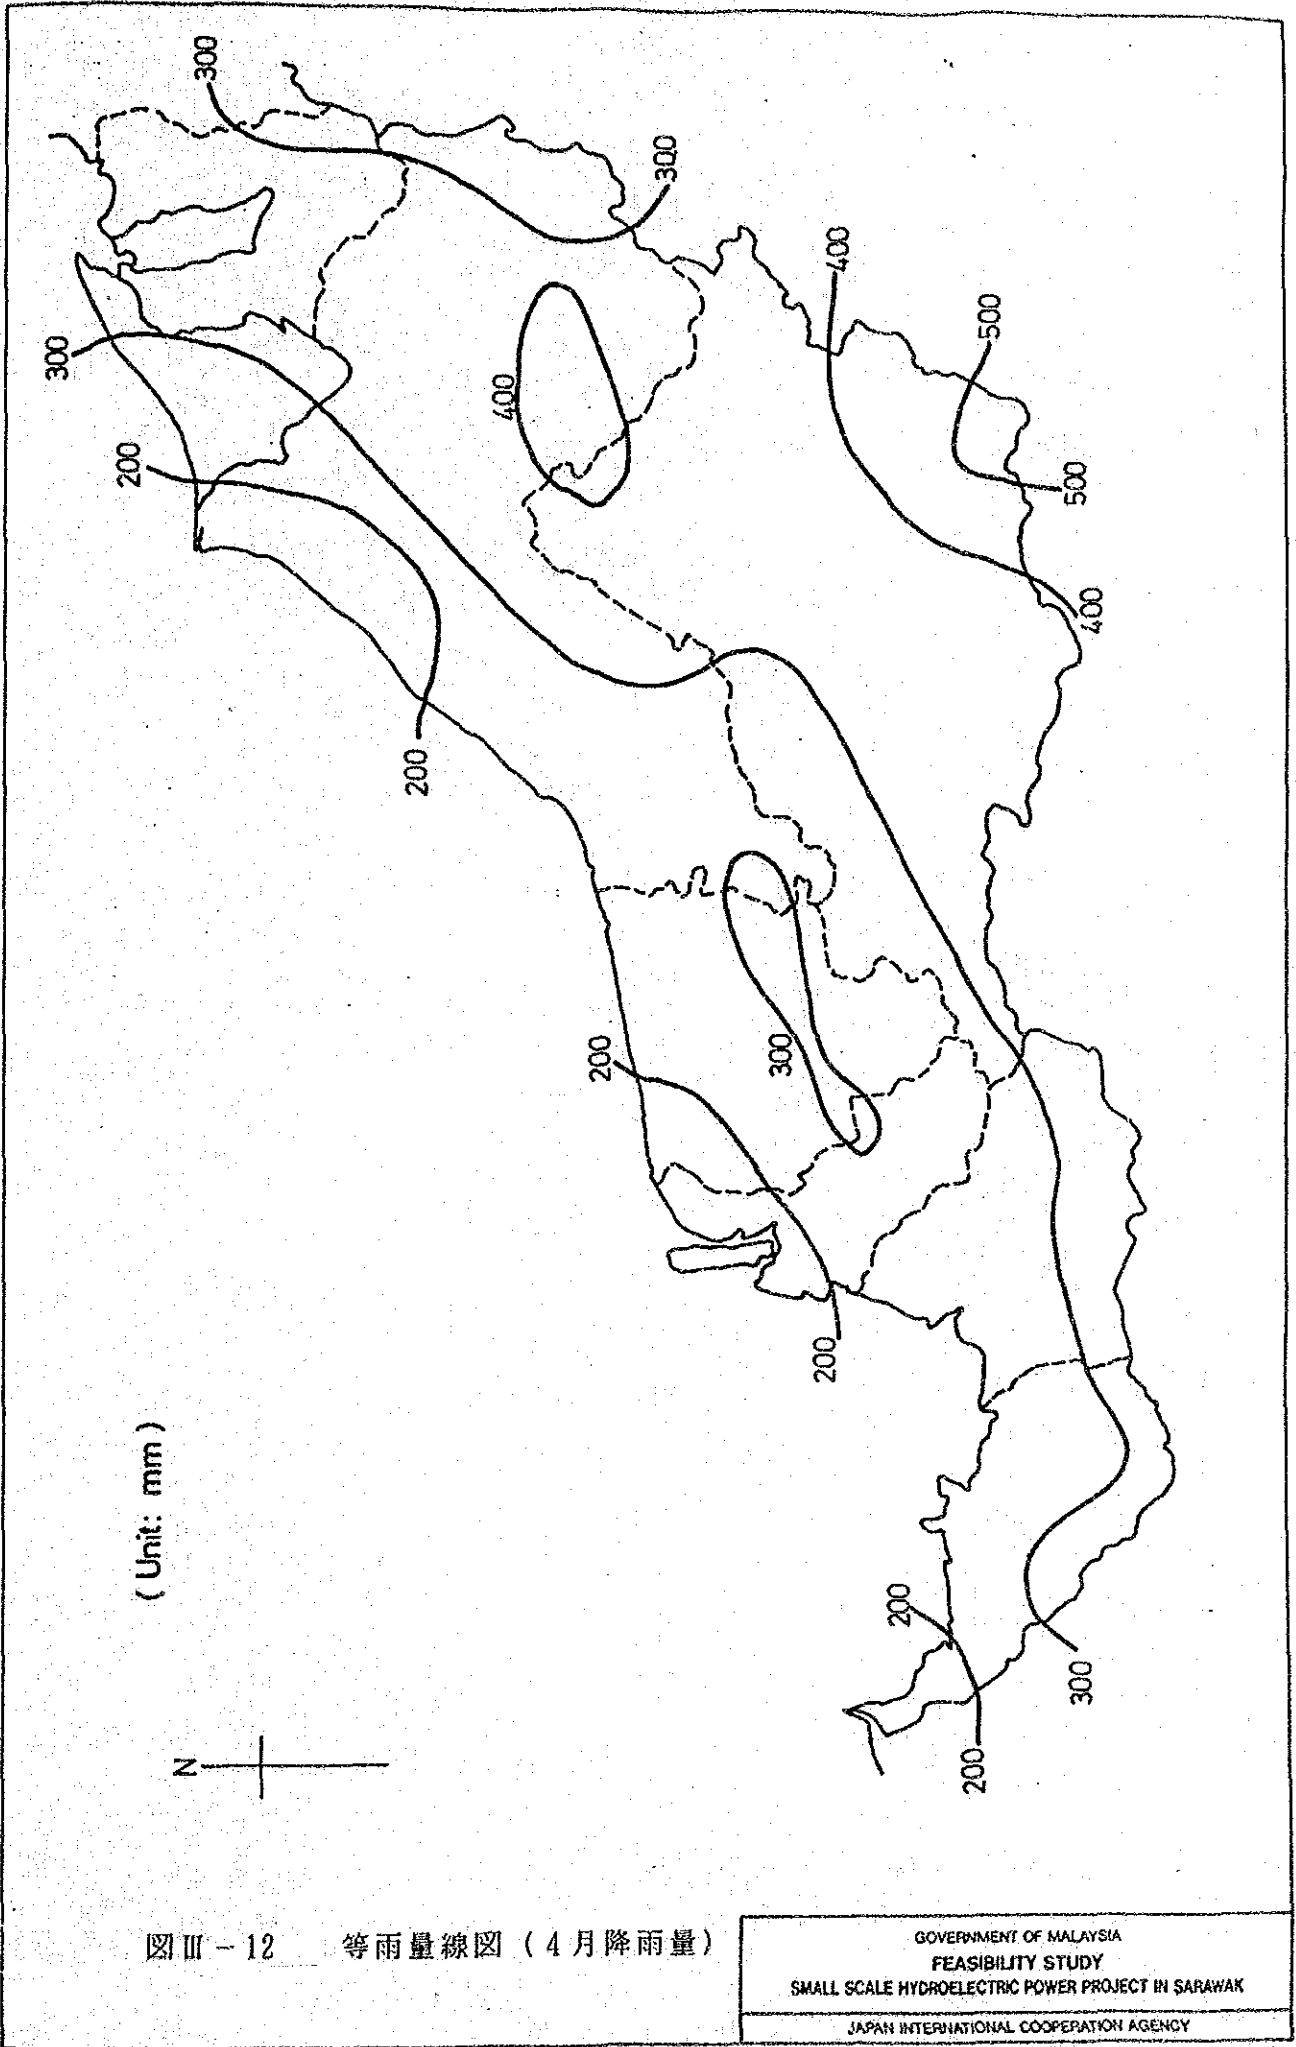 300
300
300
400
400
500
200
500
400
200
200
300
200
( Unit: mm )
200
300
N
200
図Ⅲ－12　等雨量線図 ( 4月降雨量 )
GOVERNMENT OF MALAYSIA
FEASIBILITY STUDY
SMALL SCALE HYDROELECTRIC POWER PROJECT IN SARAWAK
JAPAN INTERNATIONAL COOPERATION AGENCY